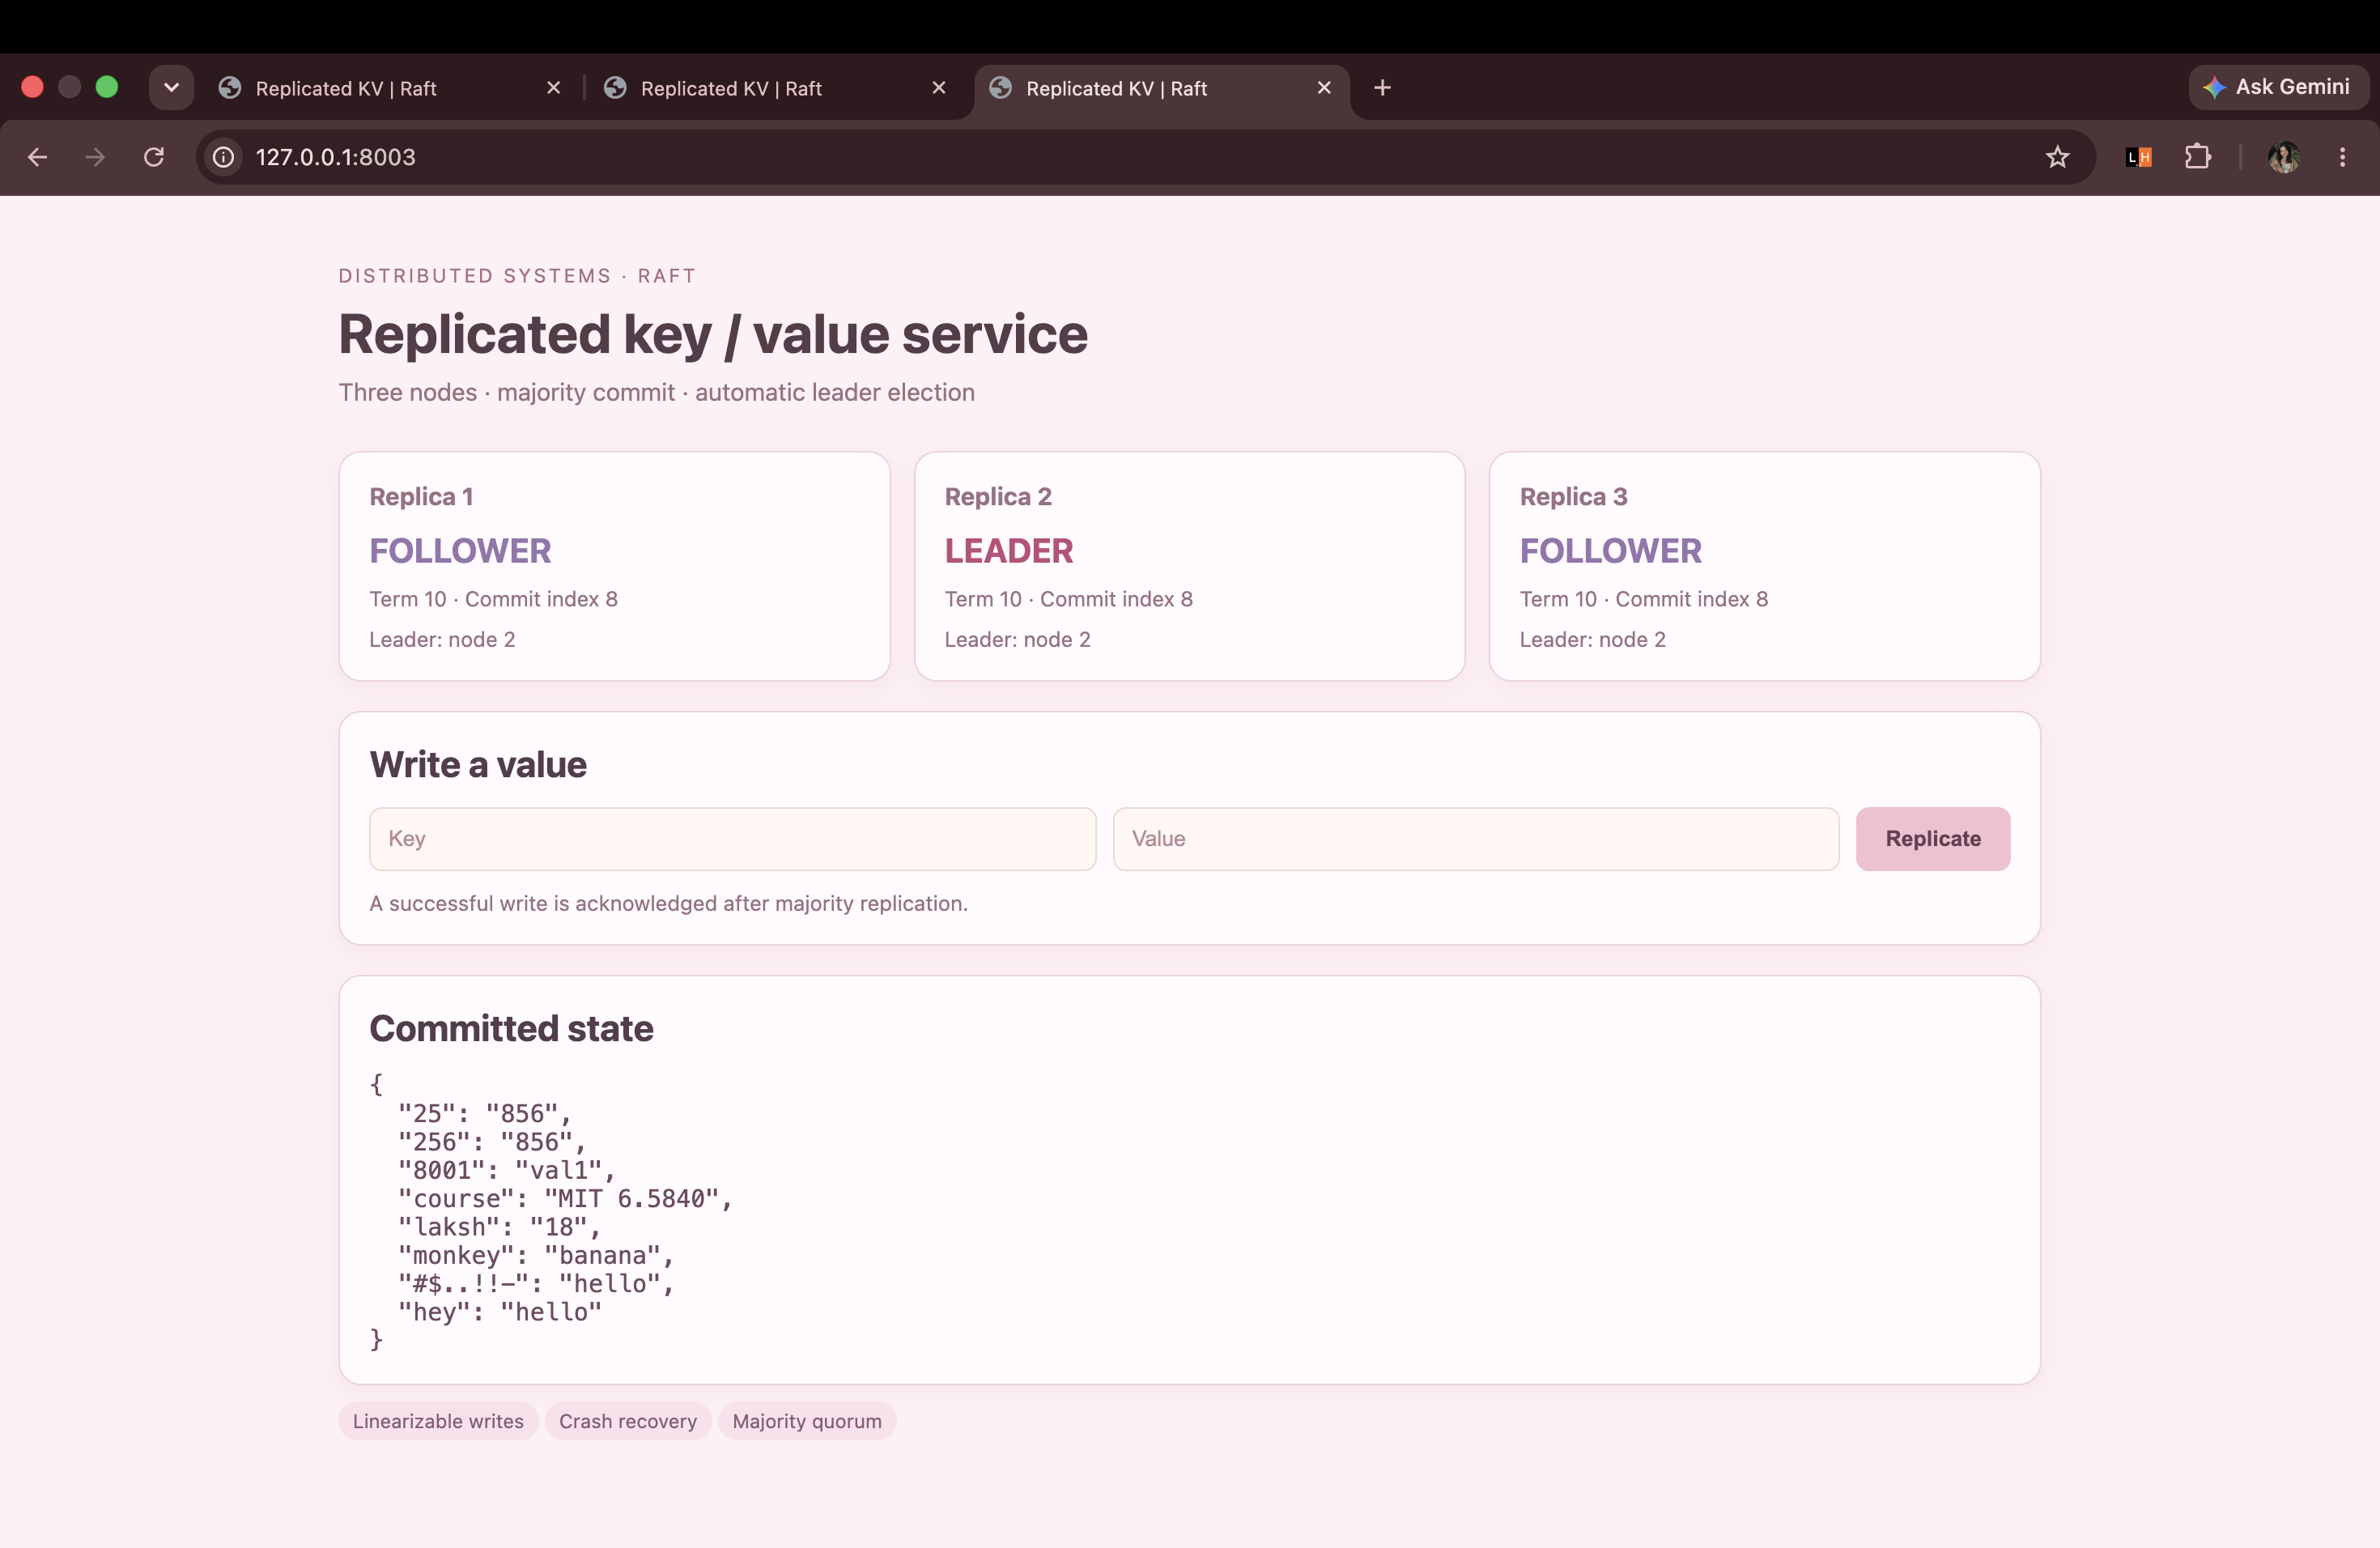 Replicated KV | Raft
Replicated KV | Raft
Replicated KV | Raft
Ask Gemini
127.0.0.1:8003
LH
DISTRIBUTED SYSTEMS · RAFT
Replicated key / value service
Three nodes · majority commit · automatic leader election
Replica 1
FOLLOWER
Term 10 · Commit index 8
Leader: node 2
Replica 2
LEADER
Term 10 · Commit index 8
Leader: node 2
Replica 3
FOLLOWER
Term 10 · Commit index 8
Leader: node 2
Write a value
Key
Value
Replicate
A successful write is acknowledged after majority replication.
Committed state
{
  "25": "856",
  "256": "856",
  "8001": "val1",
  "course": "MIT 6.5840",
  "laksh": "18",
  "monkey": "banana",
  "#$..!!—": "hello",
  "hey": "hello"
}
Linearizable writes
Crash recovery
Majority quorum